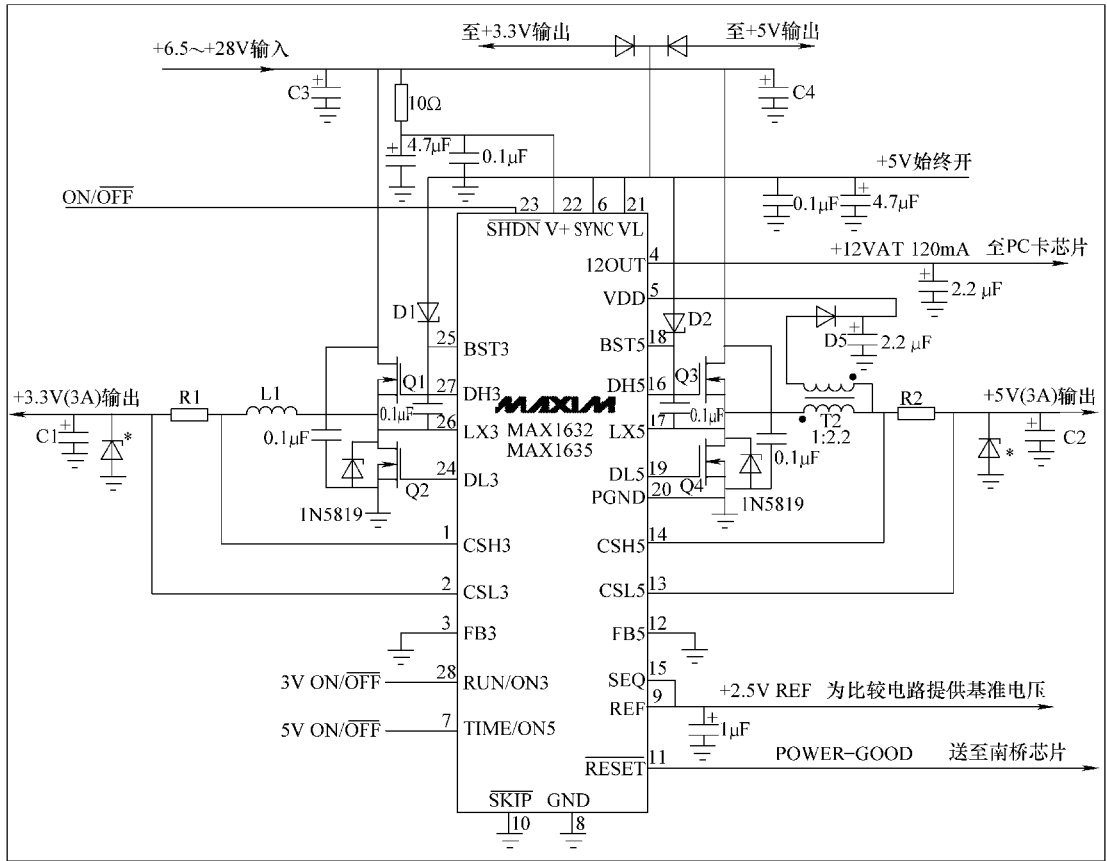 至+3.3V输出
至+5V输出
+6.5~+28V输入
+
C3
10Ω
+
C4
+
4.7μF
0.1μF
+5V始终开
ON/OFF
0.1μF
+
4.7μF
23
22
6
21
SHDN
V+
SYNC
VL
12OUT
4
+12VAT 120mA
至PC卡芯片
+
2.2 μF
VDD
5
D1
D2
D5
+
2.2 μF
25
BST3
BST5
18
Q1
Q3
27
DH3
DH5
16
0.1μF
MAXIM
0.1μF
+3.3V(3A)输出
R1
L1
R2
+5V(3A)输出
26
LX3
MAX1632
LX5
17
T2
1:2.2
+
C1
*
0.1μF
MAX1635
0.1μF
*
+
C2
24
DL3
DL5
19
Q2
Q4
PGND
20
1N5819
1N5819
1
CSH3
CSH5
14
2
CSL3
CSL5
13
3
FB3
FB5
12
3V ON/OFF
28
RUN/ON3
SEQ
15
REF
9
+2.5V REF
为比较电路提供基准电压
5V ON/OFF
7
TIME/ON5
+
1μF
RESET
11
POWER-GOOD
送至南桥芯片
SKIP
GND
10
8